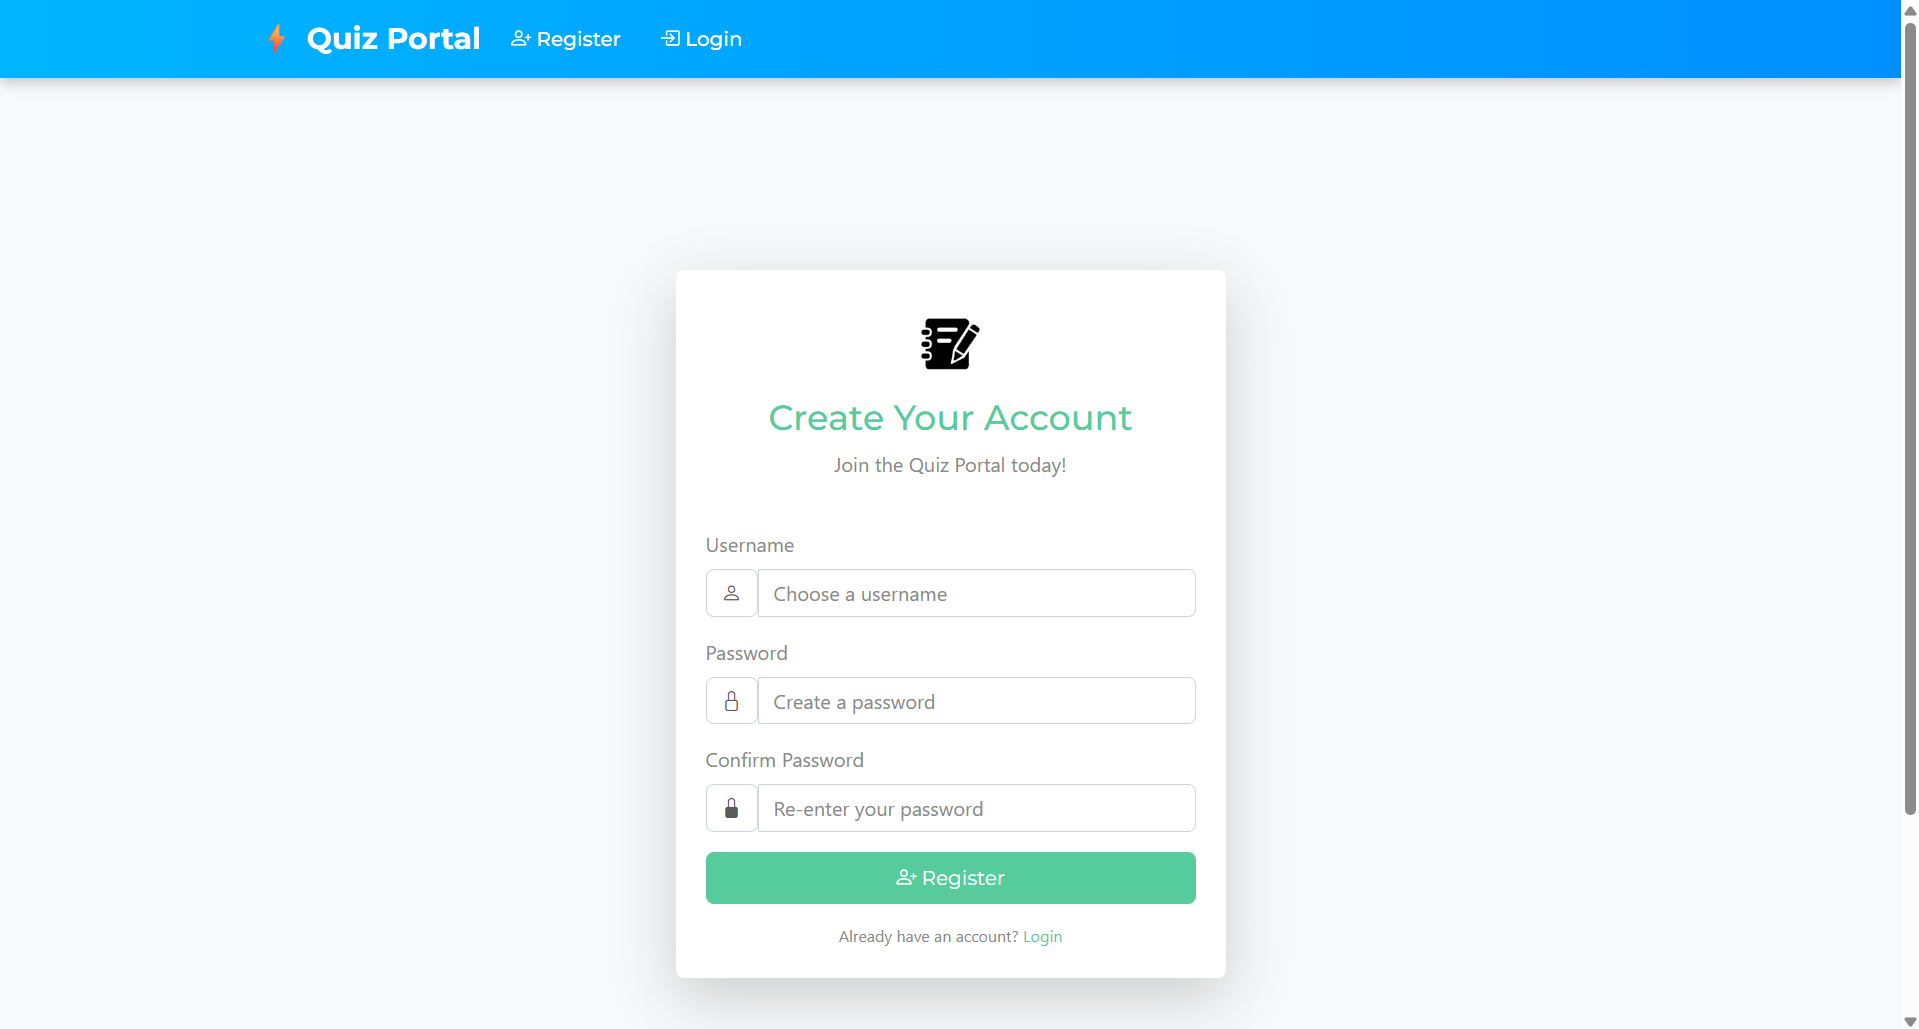 Quiz Portal Register Login
Create Your Account
Join the Quiz Portal today!
Username
Choose a username
Password
Create a password
Confirm Password
Re-enter your password
Register
Already have an account? Login